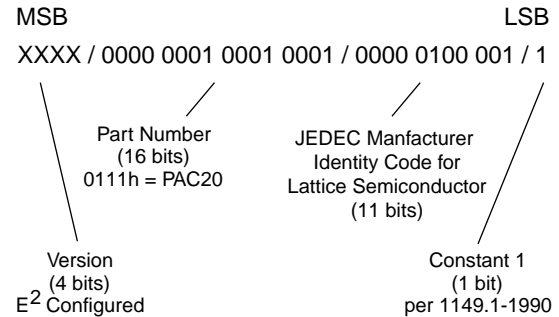 MSB LSB
XXXX / 0000 0001 0001 0001 / 0000 0100 001 / 1
Part Number
(16 bits)
0111h = PAC20
JEDEC Manfacturer
Identity Code for
Lattice Semiconductor
(11 bits)
Version
(4 bits)
E2 Configured
Constant 1
(1 bit)
per 1149.1-1990